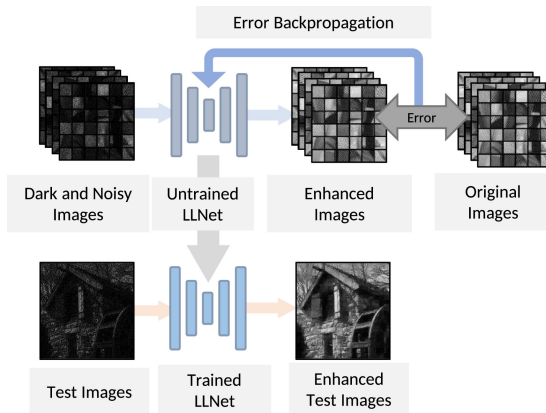 Error Backpropagation
Error
Dark and Noisy
Images
Untrained
LLNet
Enhanced
Images
Original
Images
Test Images
Trained
LLNet
Enhanced
Test Images